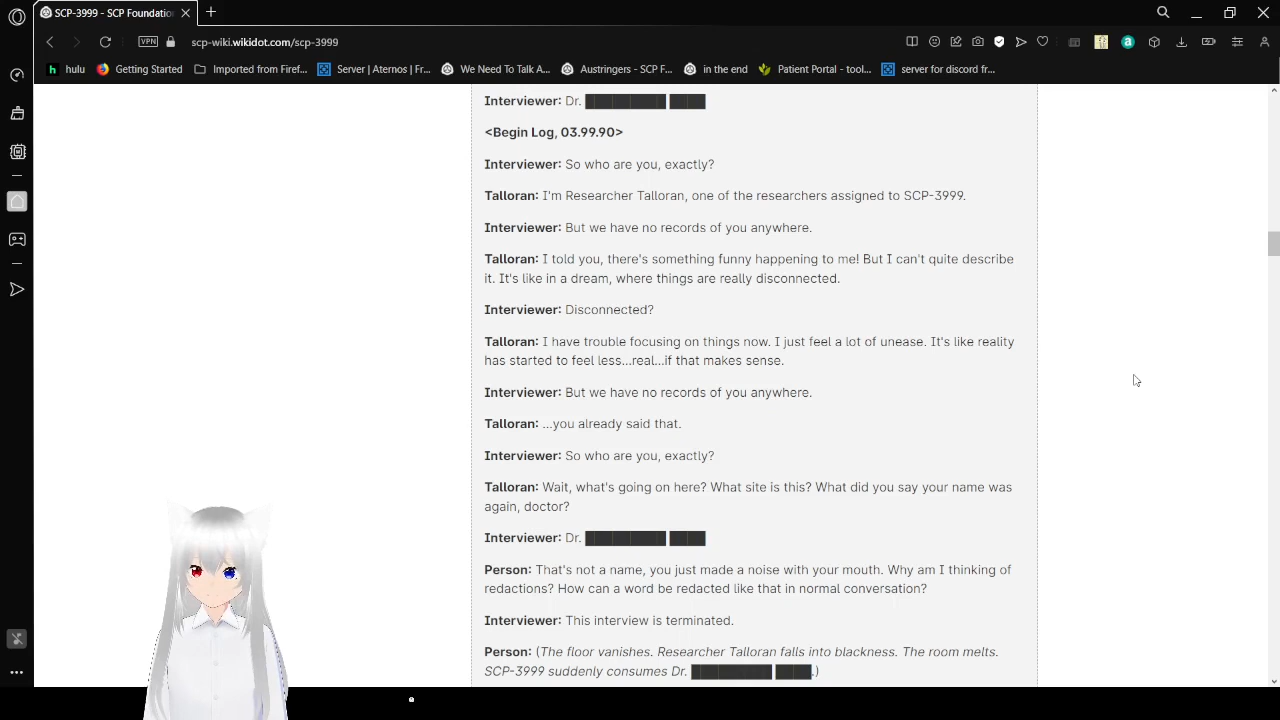 SCP-3999 - SCP Foundatio
VPN scp-wiki.wikidot.com/scp-3999
hulu Getting Started Imported from Firef... Server | Aternos | Fr... We Need To Talk A... Austringers - SCP F... in the end Patient Portal - tool... server for discord fr...
Interviewer: Dr. █████████ ████
<Begin Log, 03.99.90>
Interviewer: So who are you, exactly?
Talloran: I'm Researcher Talloran, one of the researchers assigned to SCP-3999.
Interviewer: But we have no records of you anywhere.
Talloran: I told you, there's something funny happening to me! But I can't quite describe
it. It's like in a dream, where things are really disconnected.
Interviewer: Disconnected?
Talloran: I have trouble focusing on things now. I just feel a lot of unease. It's like reality
has started to feel less...real...if that makes sense.
Interviewer: But we have no records of you anywhere.
Talloran: ...you already said that.
Interviewer: So who are you, exactly?
Talloran: Wait, what's going on here? What site is this? What did you say your name was
again, doctor?
Interviewer: Dr. █████████ ████
Person: That's not a name, you just made a noise with your mouth. Why am I thinking of
redactions? How can a word be redacted like that in normal conversation?
Interviewer: This interview is terminated.
Person: (The floor vanishes. Researcher Talloran falls into blackness. The room melts.
SCP-3999 suddenly consumes Dr. █████████ ████.)